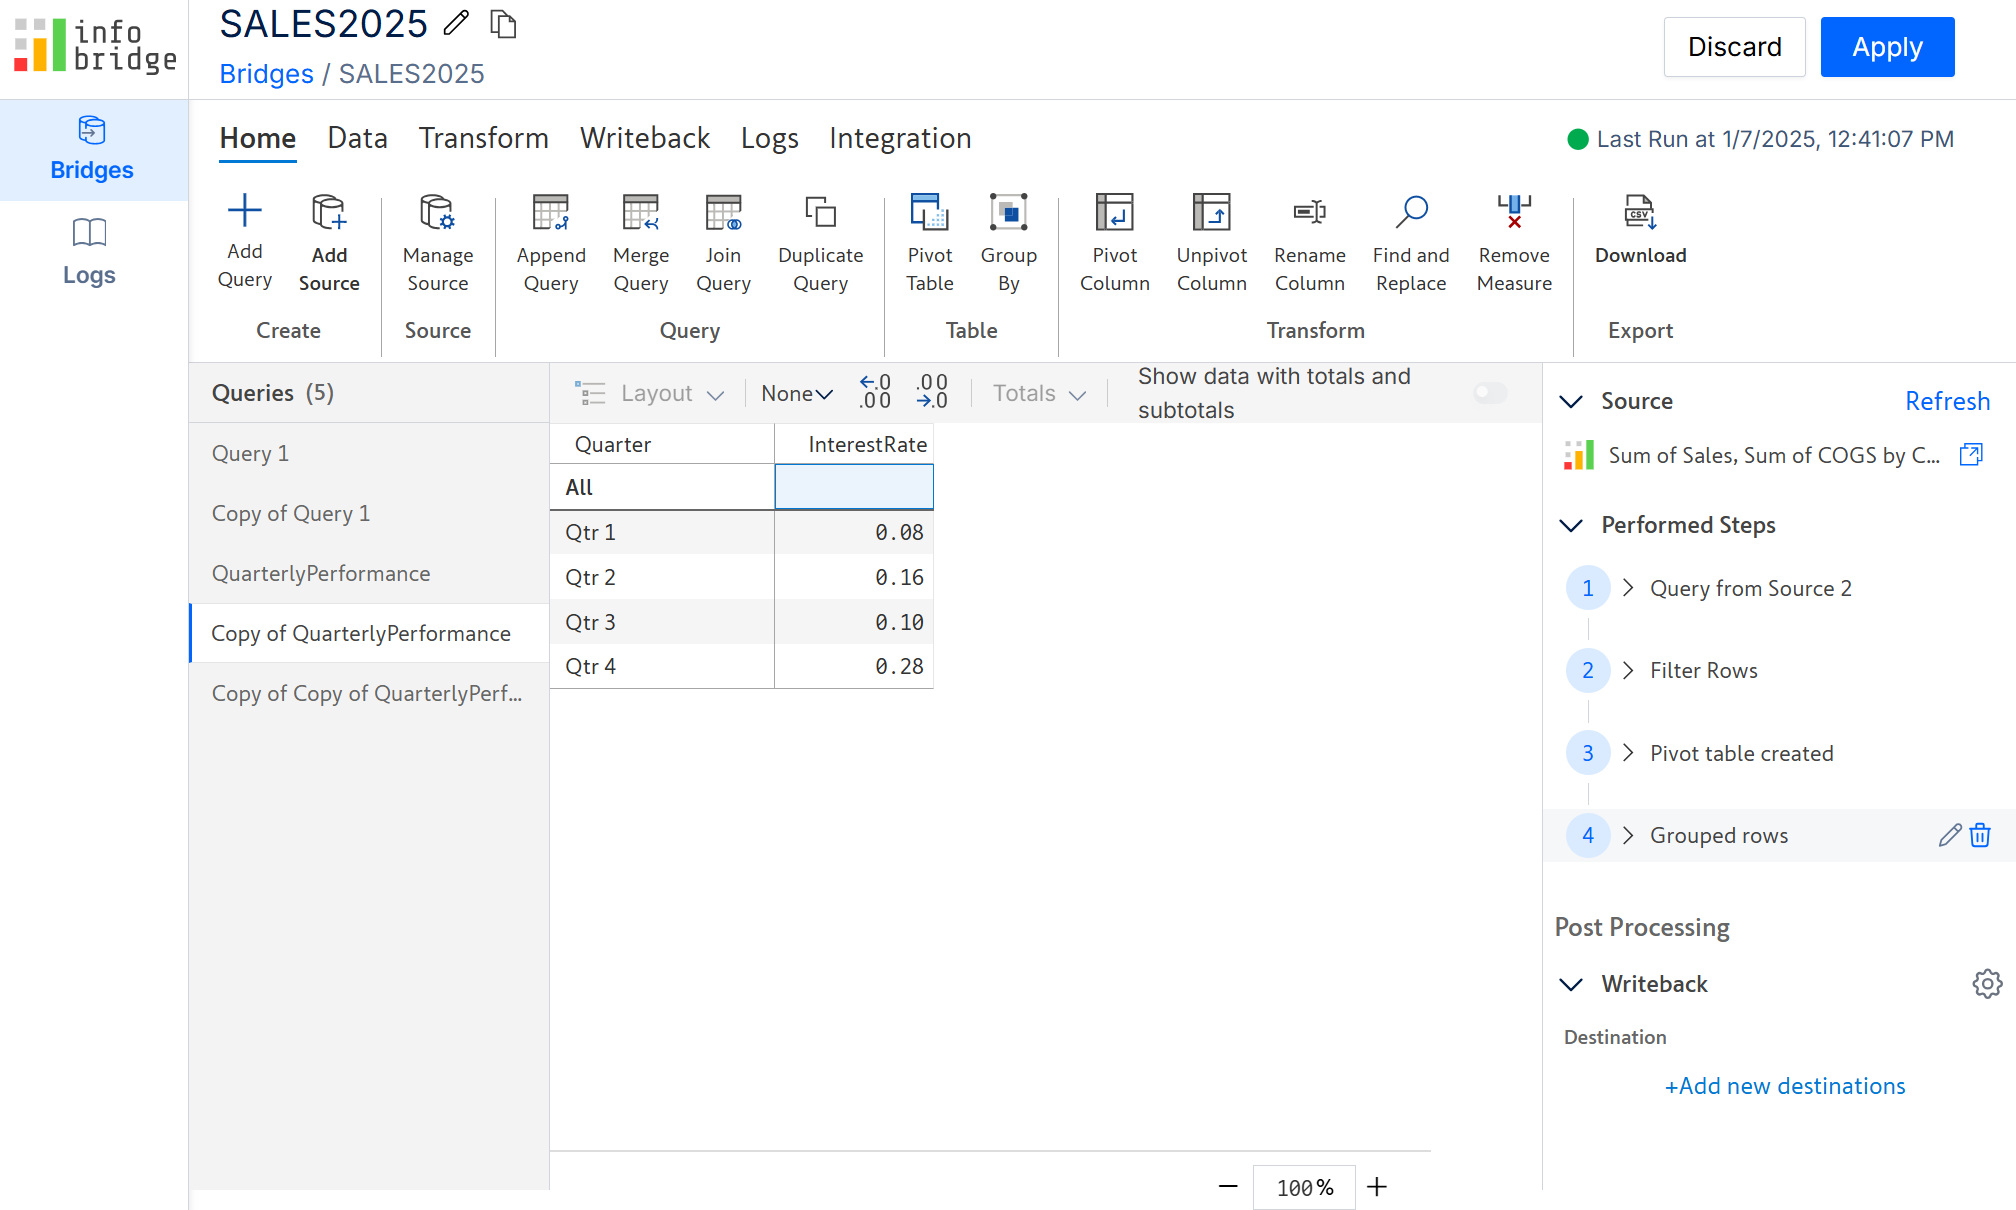 info
bridge
SALES2025
Bridges / SALES2025
Discard
Apply
Bridges
Logs
Home Data Transform Writeback Logs Integration
Last Run at 1/7/2025, 12:41:07 PM
Add Query
Add Source
Create
Manage Source
Source
Append Query
Merge Query
Join Query
Duplicate Query
Query
Pivot Table
Group By
Table
Pivot Column
Unpivot Column
Rename Column
Find and Replace
Remove Measure
Transform
CSV
Download
Export
Queries (5)
Query 1
Copy of Query 1
QuarterlyPerformance
Copy of QuarterlyPerformance
Copy of Copy of QuarterlyPerf...
Layout
None
.0
.00
.00
.0
Totals
Show data with totals and
subtotals
Quarter InterestRate
All
Qtr 1 0.08
Qtr 2 0.16
Qtr 3 0.10
Qtr 4 0.28
100%
Source
Refresh
Sum of Sales, Sum of COGS by C...
Performed Steps
1 Query from Source 2
2 Filter Rows
3 Pivot table created
4 Grouped rows
Post Processing
Writeback
Destination
+Add new destinations